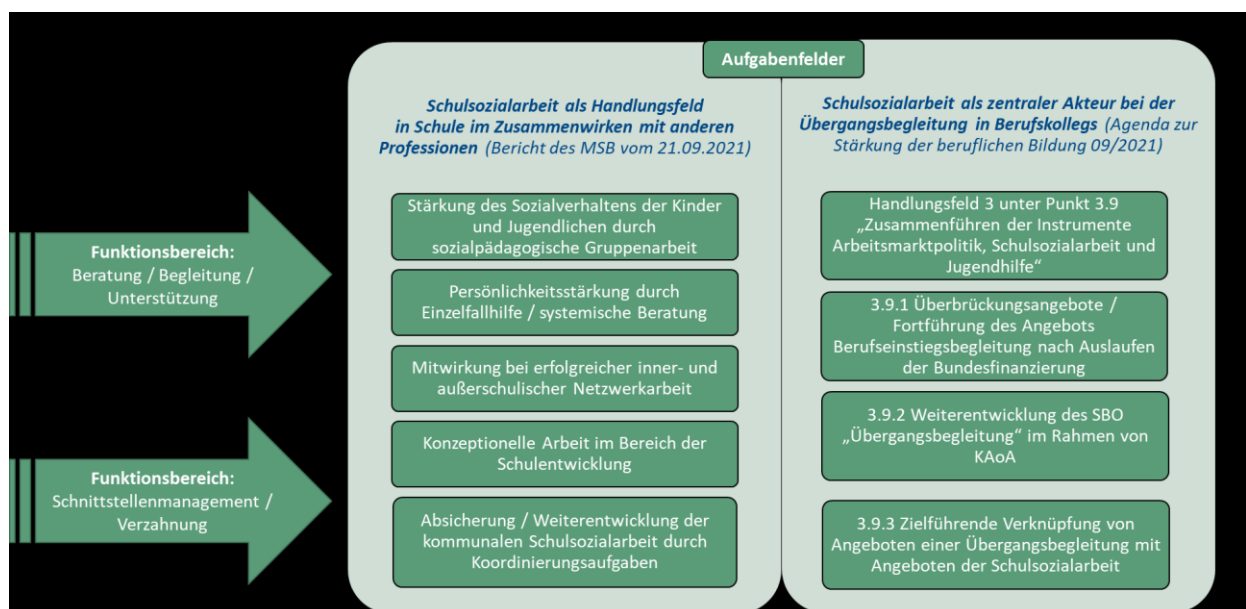 Aufgabenfelder
Schulsozialarbeit als Handlungsfeld
in Schule im Zusammenwirken mit anderen
Professionen (Bericht des MSB vom 21.09.2021)
Stärkung des Sozialverhaltens der Kinder
und Jugendlichen durch
sozialpädagogische Gruppenarbeit
Persönlichkeitsstärkung durch
Einzelfallhilfe / systemische Beratung
Mitwirkung bei erfolgreicher inner- und
außerschulischer Netzwerkarbeit
Konzeptionelle Arbeit im Bereich der
Schulentwicklung
Absicherung / Weiterentwicklung der
kommunalen Schulsozialarbeit durch
Koordinierungsaufgaben
Schulsozialarbeit als zentraler Akteur bei der
Übergangsbegleitung in Berufskollegs (Agenda zur
Stärkung der beruflichen Bildung 09/2021)
Handlungsfeld 3 unter Punkt 3.9
„Zusammenführen der Instrumente
Arbeitsmarktpolitik, Schulsozialarbeit und
Jugendhilfe“
3.9.1 Überbrückungsangebote /
Fortführung des Angebots
Berufseinstiegsbegleitung nach Auslaufen
der Bundesfinanzierung
3.9.2 Weiterentwicklung des SBO
„Übergangsbegleitung“ im Rahmen von
KAoA
3.9.3 Zielführende Verknüpfung von
Angeboten einer Übergangsbegleitung mit
Angeboten der Schulsozialarbeit
Funktionsbereich:
Beratung / Begleitung /
Unterstützung
Funktionsbereich:
Schnittstellenmanagement /
Verzahnung